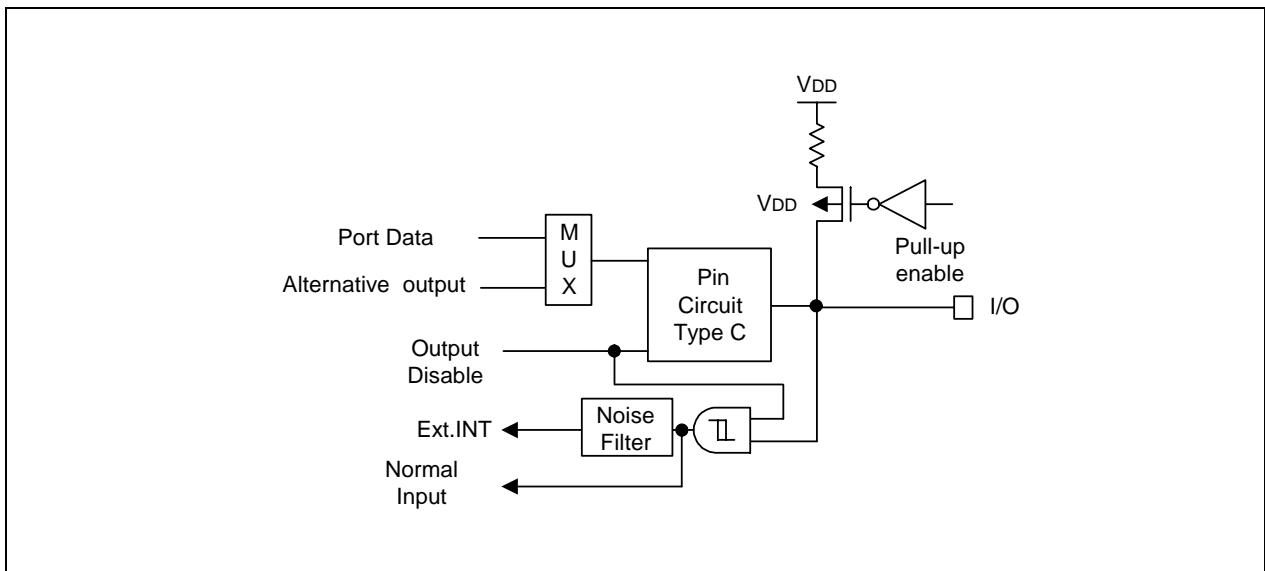 VDD
VDD
Pull-up
enable
Port Data
Alternative output
M
U
X
Pin
Circuit
Type C
I/O
Output
Disable
Ext.INT
Noise
Filter
Normal
Input